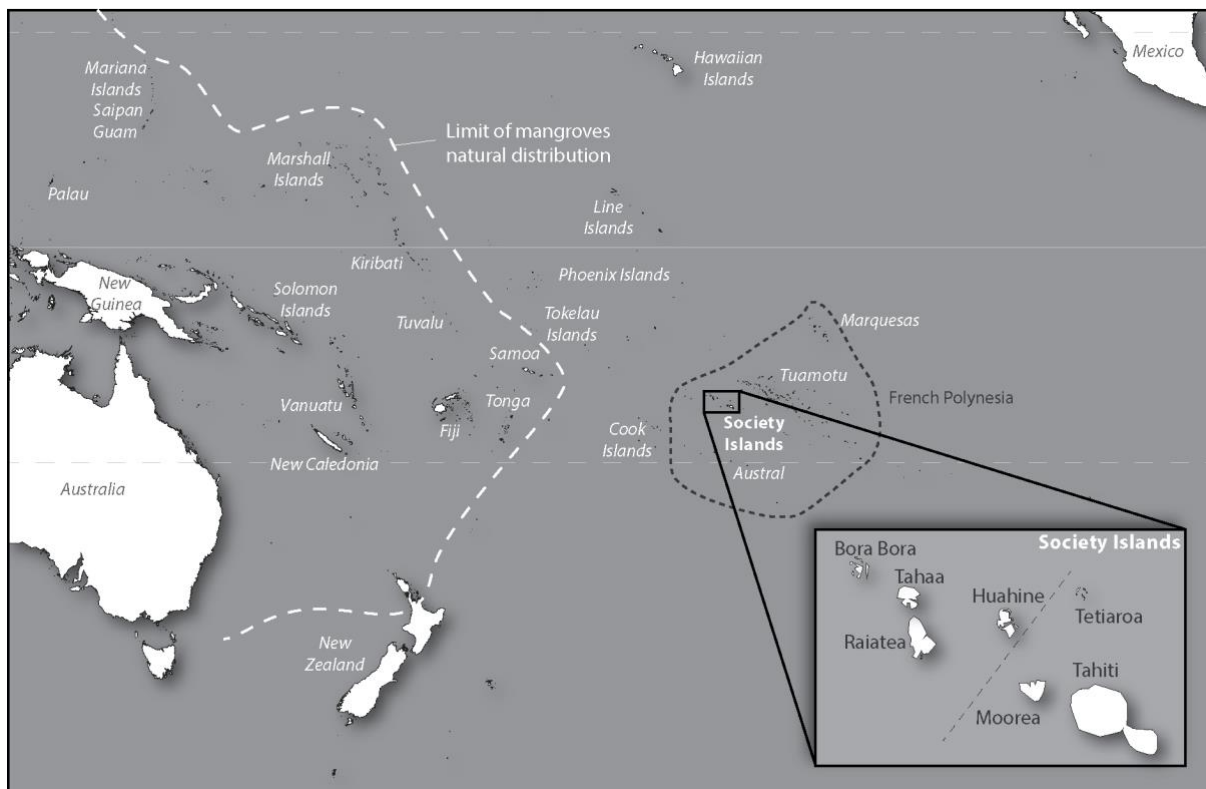 Mariana
Islands
Saipan
Guam
Hawaiian
Islands
Mexico
Limit of mangroves
natural distribution
Marshall
Islands
Palau
Line
Islands
Kiribati
Phoenix Islands
New
Guinea
Solomon
Islands
Tuvalu
Tokelau
Islands
Marquesas
Samoa
Tuamotu
French Polynesia
Vanuatu
Tonga
Fiji
Cook
Islands
Society
Islands
New Caledonia
Austral
Australia
New
Zealand
Society Islands
Bora Bora
Tahaa
Huahine
Tetiaroa
Raiatea
Tahiti
Moorea